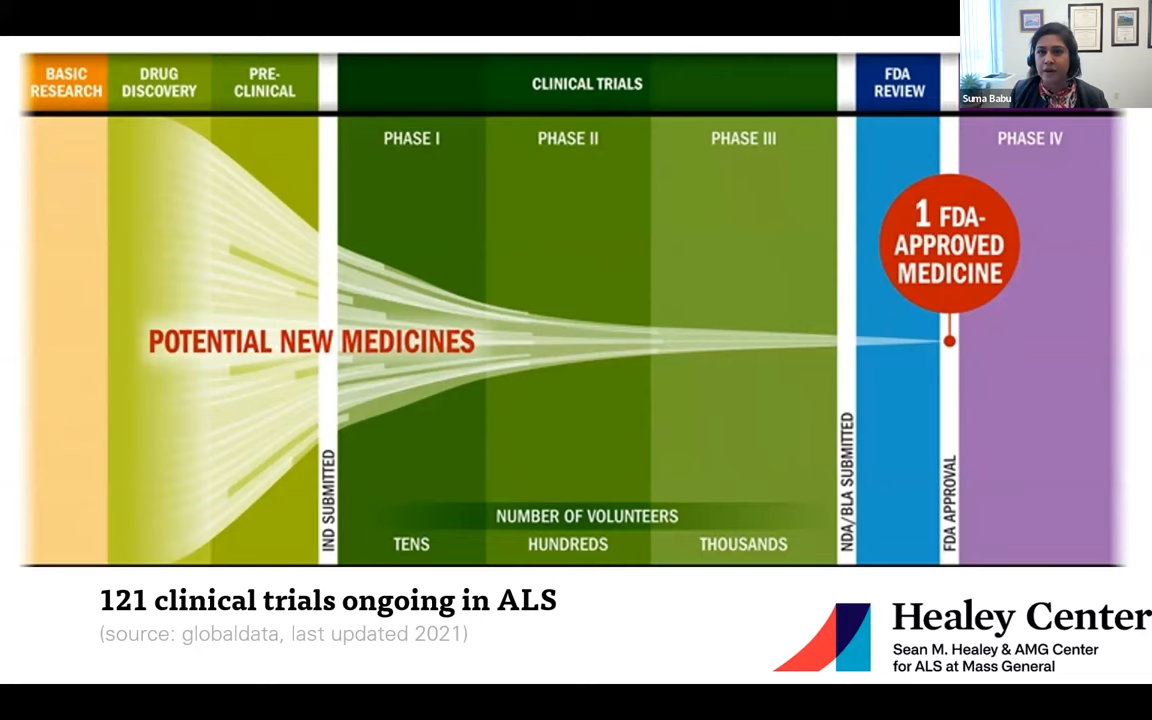 BASIC
RESEARCH
DRUG
DISCOVERY
PRE-
CLINICAL
CLINICAL TRIALS
FDA
REVIEW
Suma Babu
PHASE I
PHASE II
PHASE III
PHASE IV
1 FDA-
APPROVED
MEDICINE
POTENTIAL NEW MEDICINES
IND SUBMITTED
NDA/BLA SUBMITTED
FDA APPROVAL
NUMBER OF VOLUNTEERS
TENS
HUNDREDS
THOUSANDS
121 clinical trials ongoing in ALS
(source: globaldata, last updated 2021)
Healey Center
Sean M. Healey & AMG Center
for ALS at Mass General